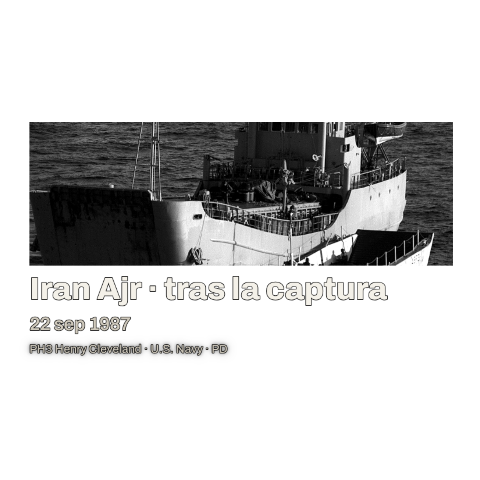 Iran Ajr · tras la captura
22 sep 1987
PH3 Henry Cleveland · U.S. Navy · PD